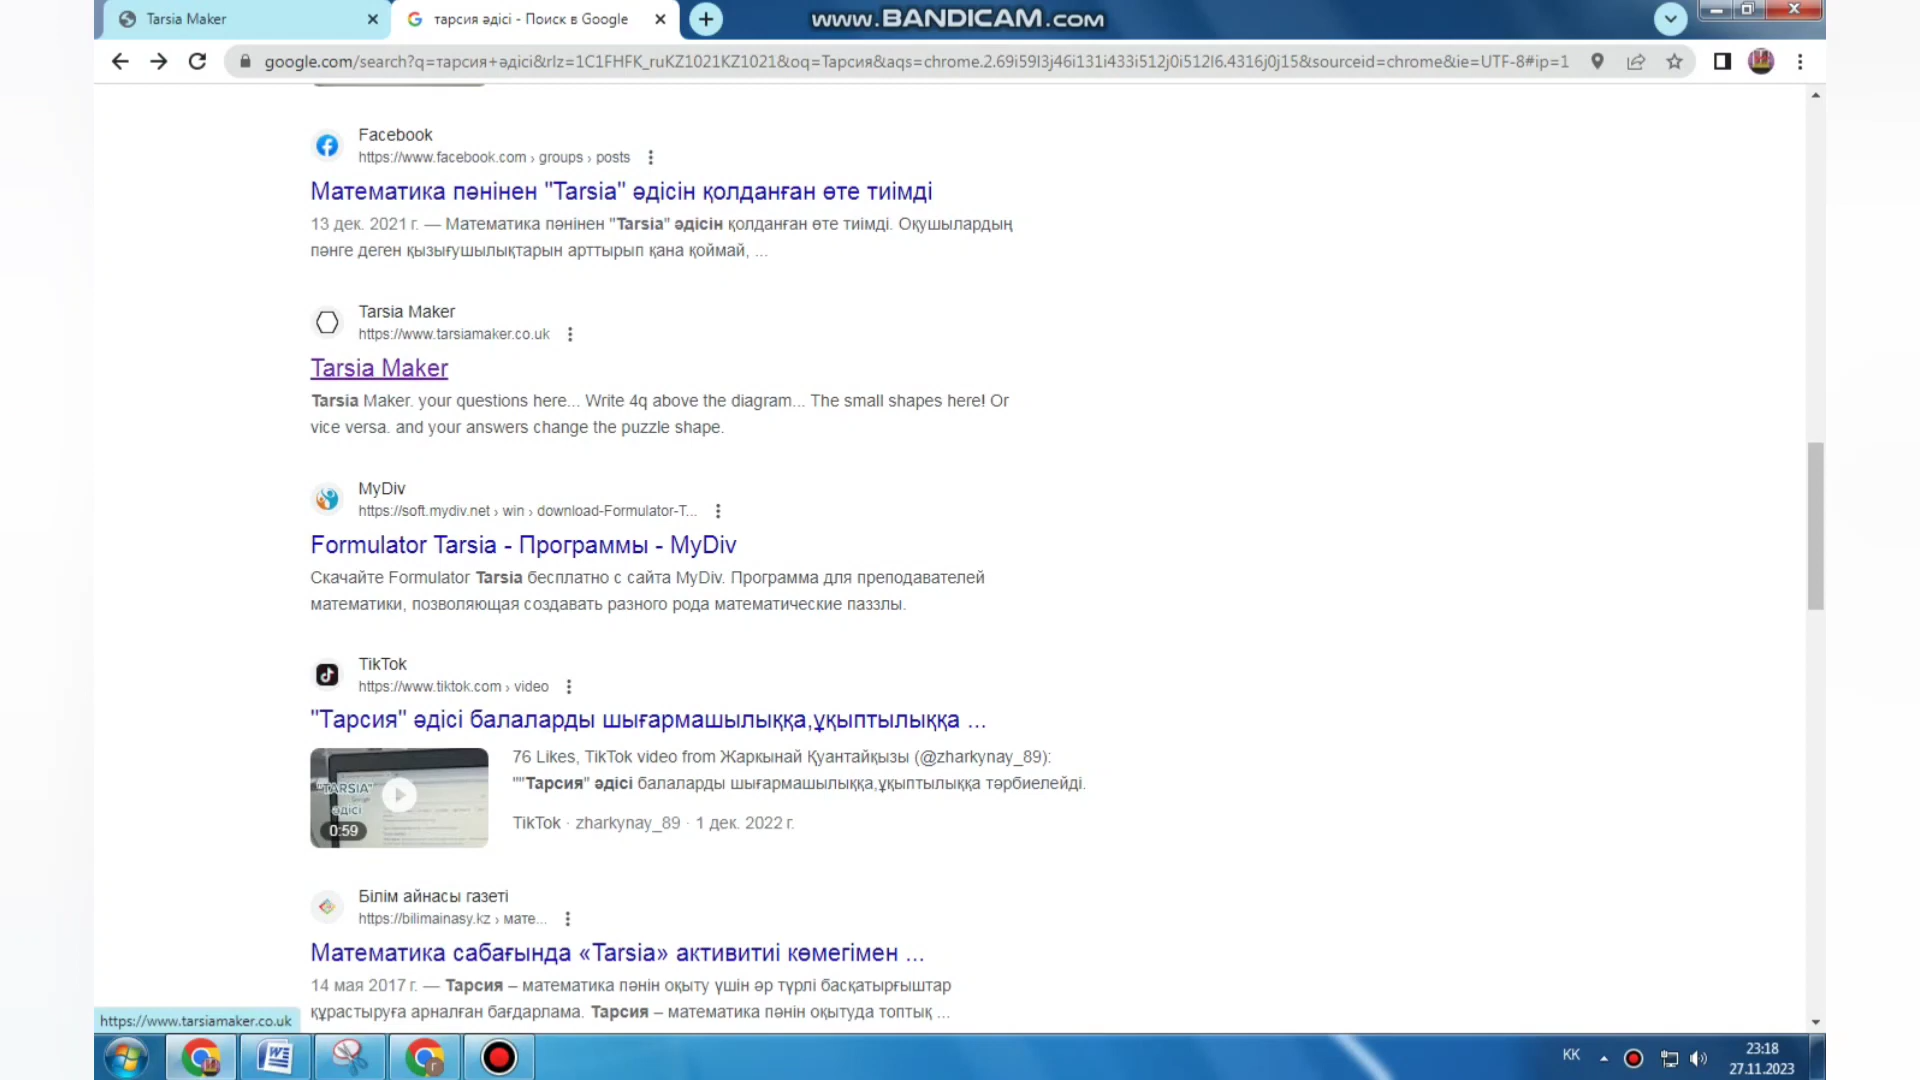 Tarsia Maker
тарсия әдісі - Поиск в Google
www.BANDICAM.com
google.com/search?q=тарсия+әдісі&rlz=1C1FHFK_ruKZ1021KZ1021&oq=Тарсия&aqs=chrome.2.69i59l3j46i131i433i512j0i512l6.4316j0j15&sourceid=chrome&ie=UTF-8#ip=1
Facebook
https://www.facebook.com › groups › posts
Математика пәнінен "Tarsia" әдісін қолданған өте тиімді
13 дек. 2021 г. — Математика пәнінен "Tarsia" әдісін қолданған өте тиімді. Оқушылардың
пәнге деген қызығушылықтарын арттырып қана қоймай, ...
Tarsia Maker
https://www.tarsiamaker.co.uk
Tarsia Maker
Tarsia Maker. your questions here... Write 4q above the diagram... The small shapes here! Or
vice versa. and your answers change the puzzle shape.
MyDiv
https://soft.mydiv.net › win › download-Formulator-T...
Formulator Tarsia - Программы - MyDiv
Скачайте Formulator Tarsia бесплатно с сайта MyDiv. Программа для преподавателей
математики, позволяющая создавать разного рода математические паззлы.
TikTok
https://www.tiktok.com › video
"Тарсия" әдісі балаларды шығармашылыққа,ұқыптылыққа ...
76 Likes, TikTok video from Жаркынай Қуантайқызы (@zharkynay_89):
""Тарсия" әдісі балаларды шығармашылыққа,ұқыптылыққа тәрбиелейді.
"TARSIA"
әдісі
0:59
TikTok · zharkynay_89 · 1 дек. 2022 г.
Білім айнасы газеті
https://bilimainasy.kz › мате...
Математика сабағында «Tarsia» активитиі көмегімен ...
14 мая 2017 г. — Тарсия – математика пәнін оқыту үшін әр түрлі басқатырғыштар
құрастыруға арналған бағдарлама. Тарсия – математика пәнін оқытуда топтық ...
https://www.tarsiamaker.co.uk
KK
23:18
27.11.2023